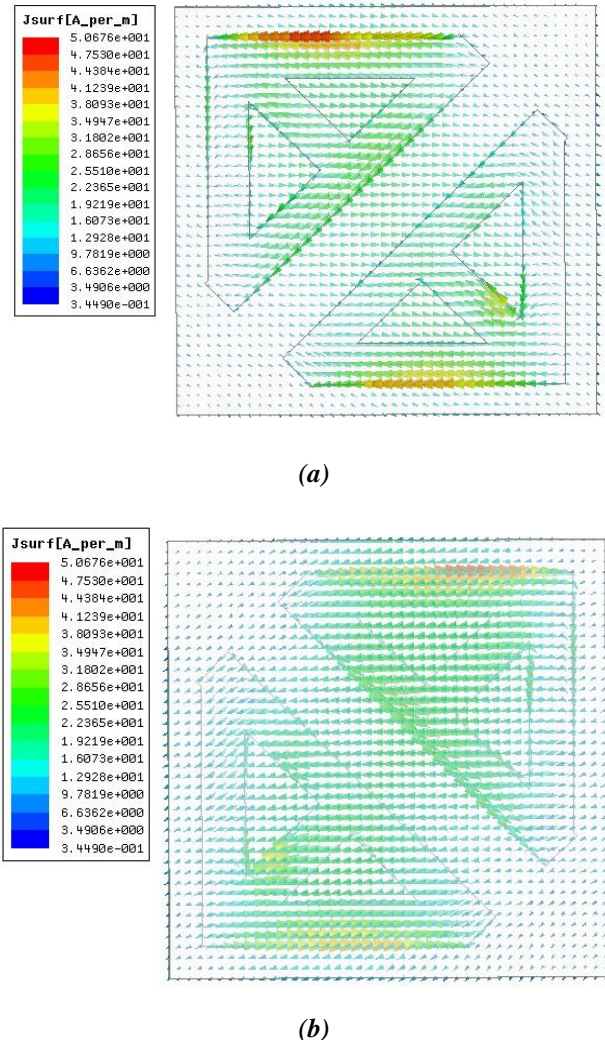 Jsurf[A_per_m]
5.0676e+001
4.7530e+001
4.4384e+001
4.1239e+001
3.8093e+001
3.4947e+001
3.1802e+001
2.8656e+001
2.5510e+001
2.2365e+001
1.9219e+001
1.6073e+001
1.2928e+001
9.7819e+000
6.6362e+000
3.4906e+000
3.4490e-001
(a)
Jsurf[A_per_m]
5.0676e+001
4.7530e+001
4.4384e+001
4.1239e+001
3.8093e+001
3.4947e+001
3.1802e+001
2.8656e+001
2.5510e+001
2.2365e+001
1.9219e+001
1.6073e+001
1.2928e+001
9.7819e+000
6.6362e+000
3.4906e+000
3.4490e-001
(b)